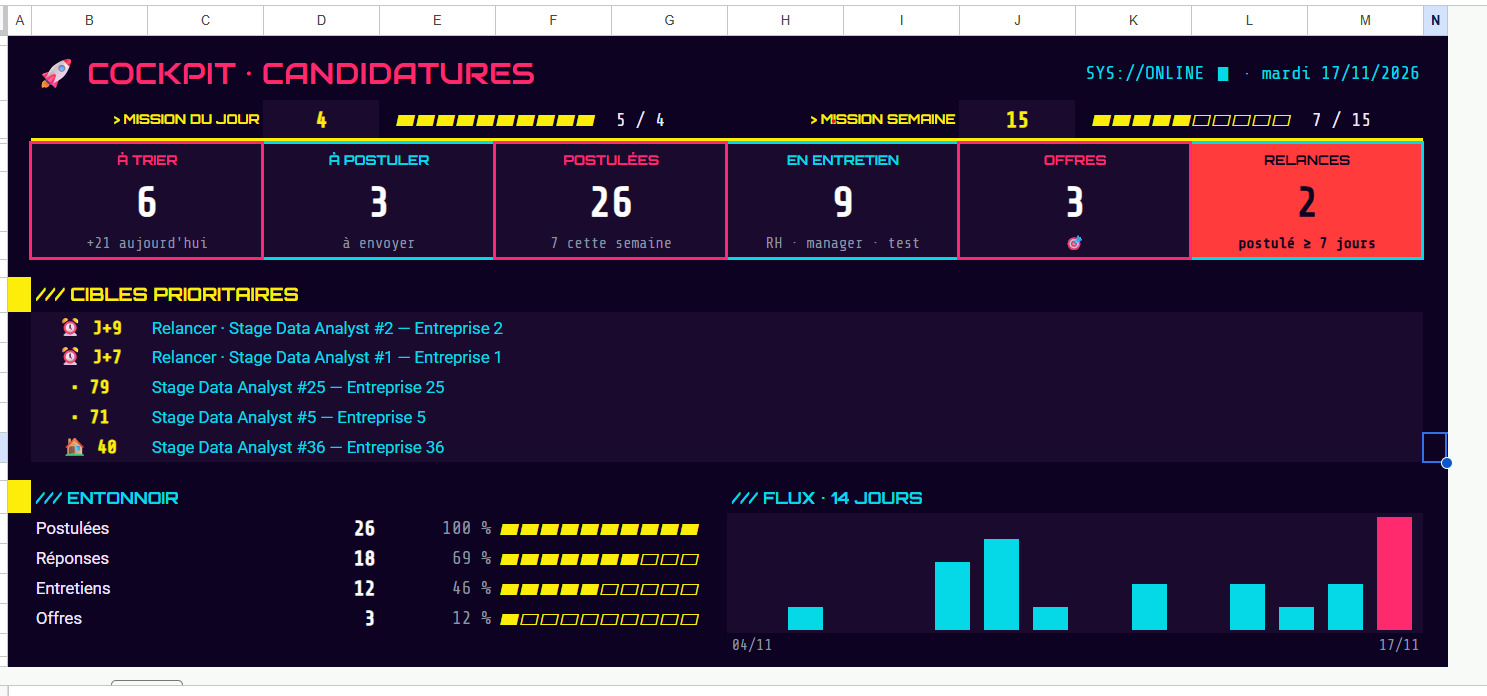 A B C D E F G H I J K L M N
🚀 COCKPIT · CANDIDATURES SYS://ONLINE · mardi 17/11/2026
> MISSION DU JOUR 4 5 / 4 > MISSION SEMAINE 15 7 / 15
À TRIER À POSTULER POSTULÉES EN ENTRETIEN OFFRES RELANCES
6 3 26 9 3 2
+21 aujourd'hui à envoyer 7 cette semaine RH · manager · test 🎯 postulé ≥ 7 jours
/// CIBLES PRIORITAIRES
⏰ J+9 Relancer · Stage Data Analyst #2 — Entreprise 2
⏰ J+7 Relancer · Stage Data Analyst #1 — Entreprise 1
▪ 79 Stage Data Analyst #25 — Entreprise 25
▪ 71 Stage Data Analyst #5 — Entreprise 5
🏠 40 Stage Data Analyst #36 — Entreprise 36
/// ENTONNOIR
Postulées 26 100 % ▰▰▰▰▰▰▰▰▰▰
Réponses 18 69 % ▰▰▰▰▰▰▰▱▱▱
Entretiens 12 46 % ▰▰▰▰▰▱▱▱▱▱
Offres 3 12 % ▰▱▱▱▱▱▱▱▱▱
/// FLUX · 14 JOURS
04/11 17/11